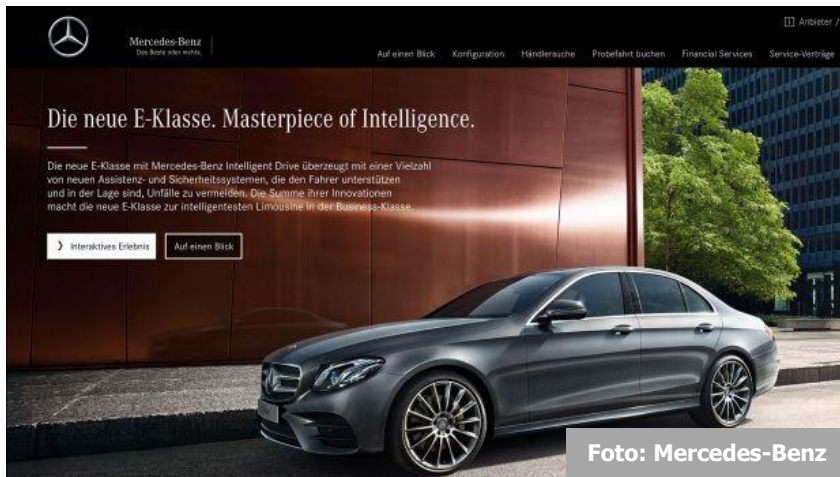 Anbieter /
Mercedes-Benz
Das Beste oder nichts.
Auf einen Blick Konfiguration Händlersuche Probefahrt buchen Financial Services Service-Verträge
Die neue E-Klasse. Masterpiece of Intelligence.
Die neue E-Klasse mit Mercedes-Benz Intelligent Drive überzeugt mit einer Vielzahl
von neuen Assistenz- und Sicherheitssystemen, die den Fahrer unterstützen
und in der Lage sind, Unfälle zu vermeiden. Die Summe ihrer Innovationen
macht die neue E-Klasse zur intelligentesten Limousine in der Business-Klasse.
Interaktives Erlebnis Auf einen Blick
Foto: Mercedes-Benz